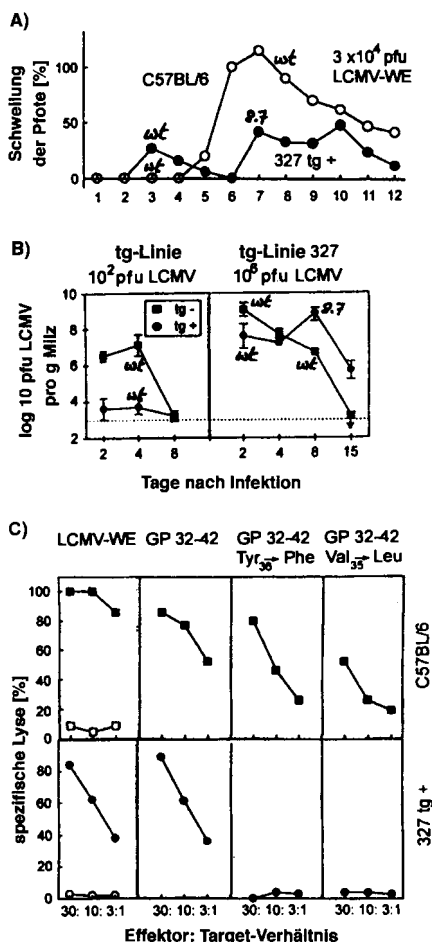 A)
Schwellung
der Pfote [%]
100
50
0
C57BL/6
wt
3 x10⁴ pfu
LCMV-WE
wt
wt
8.7
327 tg +
1 2 3 4 5 6 7 8 9 10 11 12
B)
tg-Linie
10² pfu LCMV
tg-Linie 327
10⁶ pfu LCMV
log 10 pfu LCMV
pro g Milz
10
8
6
4
2
tg -
tg +
wt
wt
wt
wt
wt
8.7
2 4 8
2 4 8 15
Tage nach Infektion
C)
LCMV-WE
GP 32-42
GP 32-42
Tyr₃₆→ Phe
GP 32-42
Val₃₅→ Leu
spezifische Lyse [%]
100
80
60
40
20
0
C57BL/6
80
60
40
20
0
327 tg +
30: 10: 3:1 30: 10: 3:1 30: 10: 3:1 30: 10: 3:1
Effektor: Target-Verhältnis